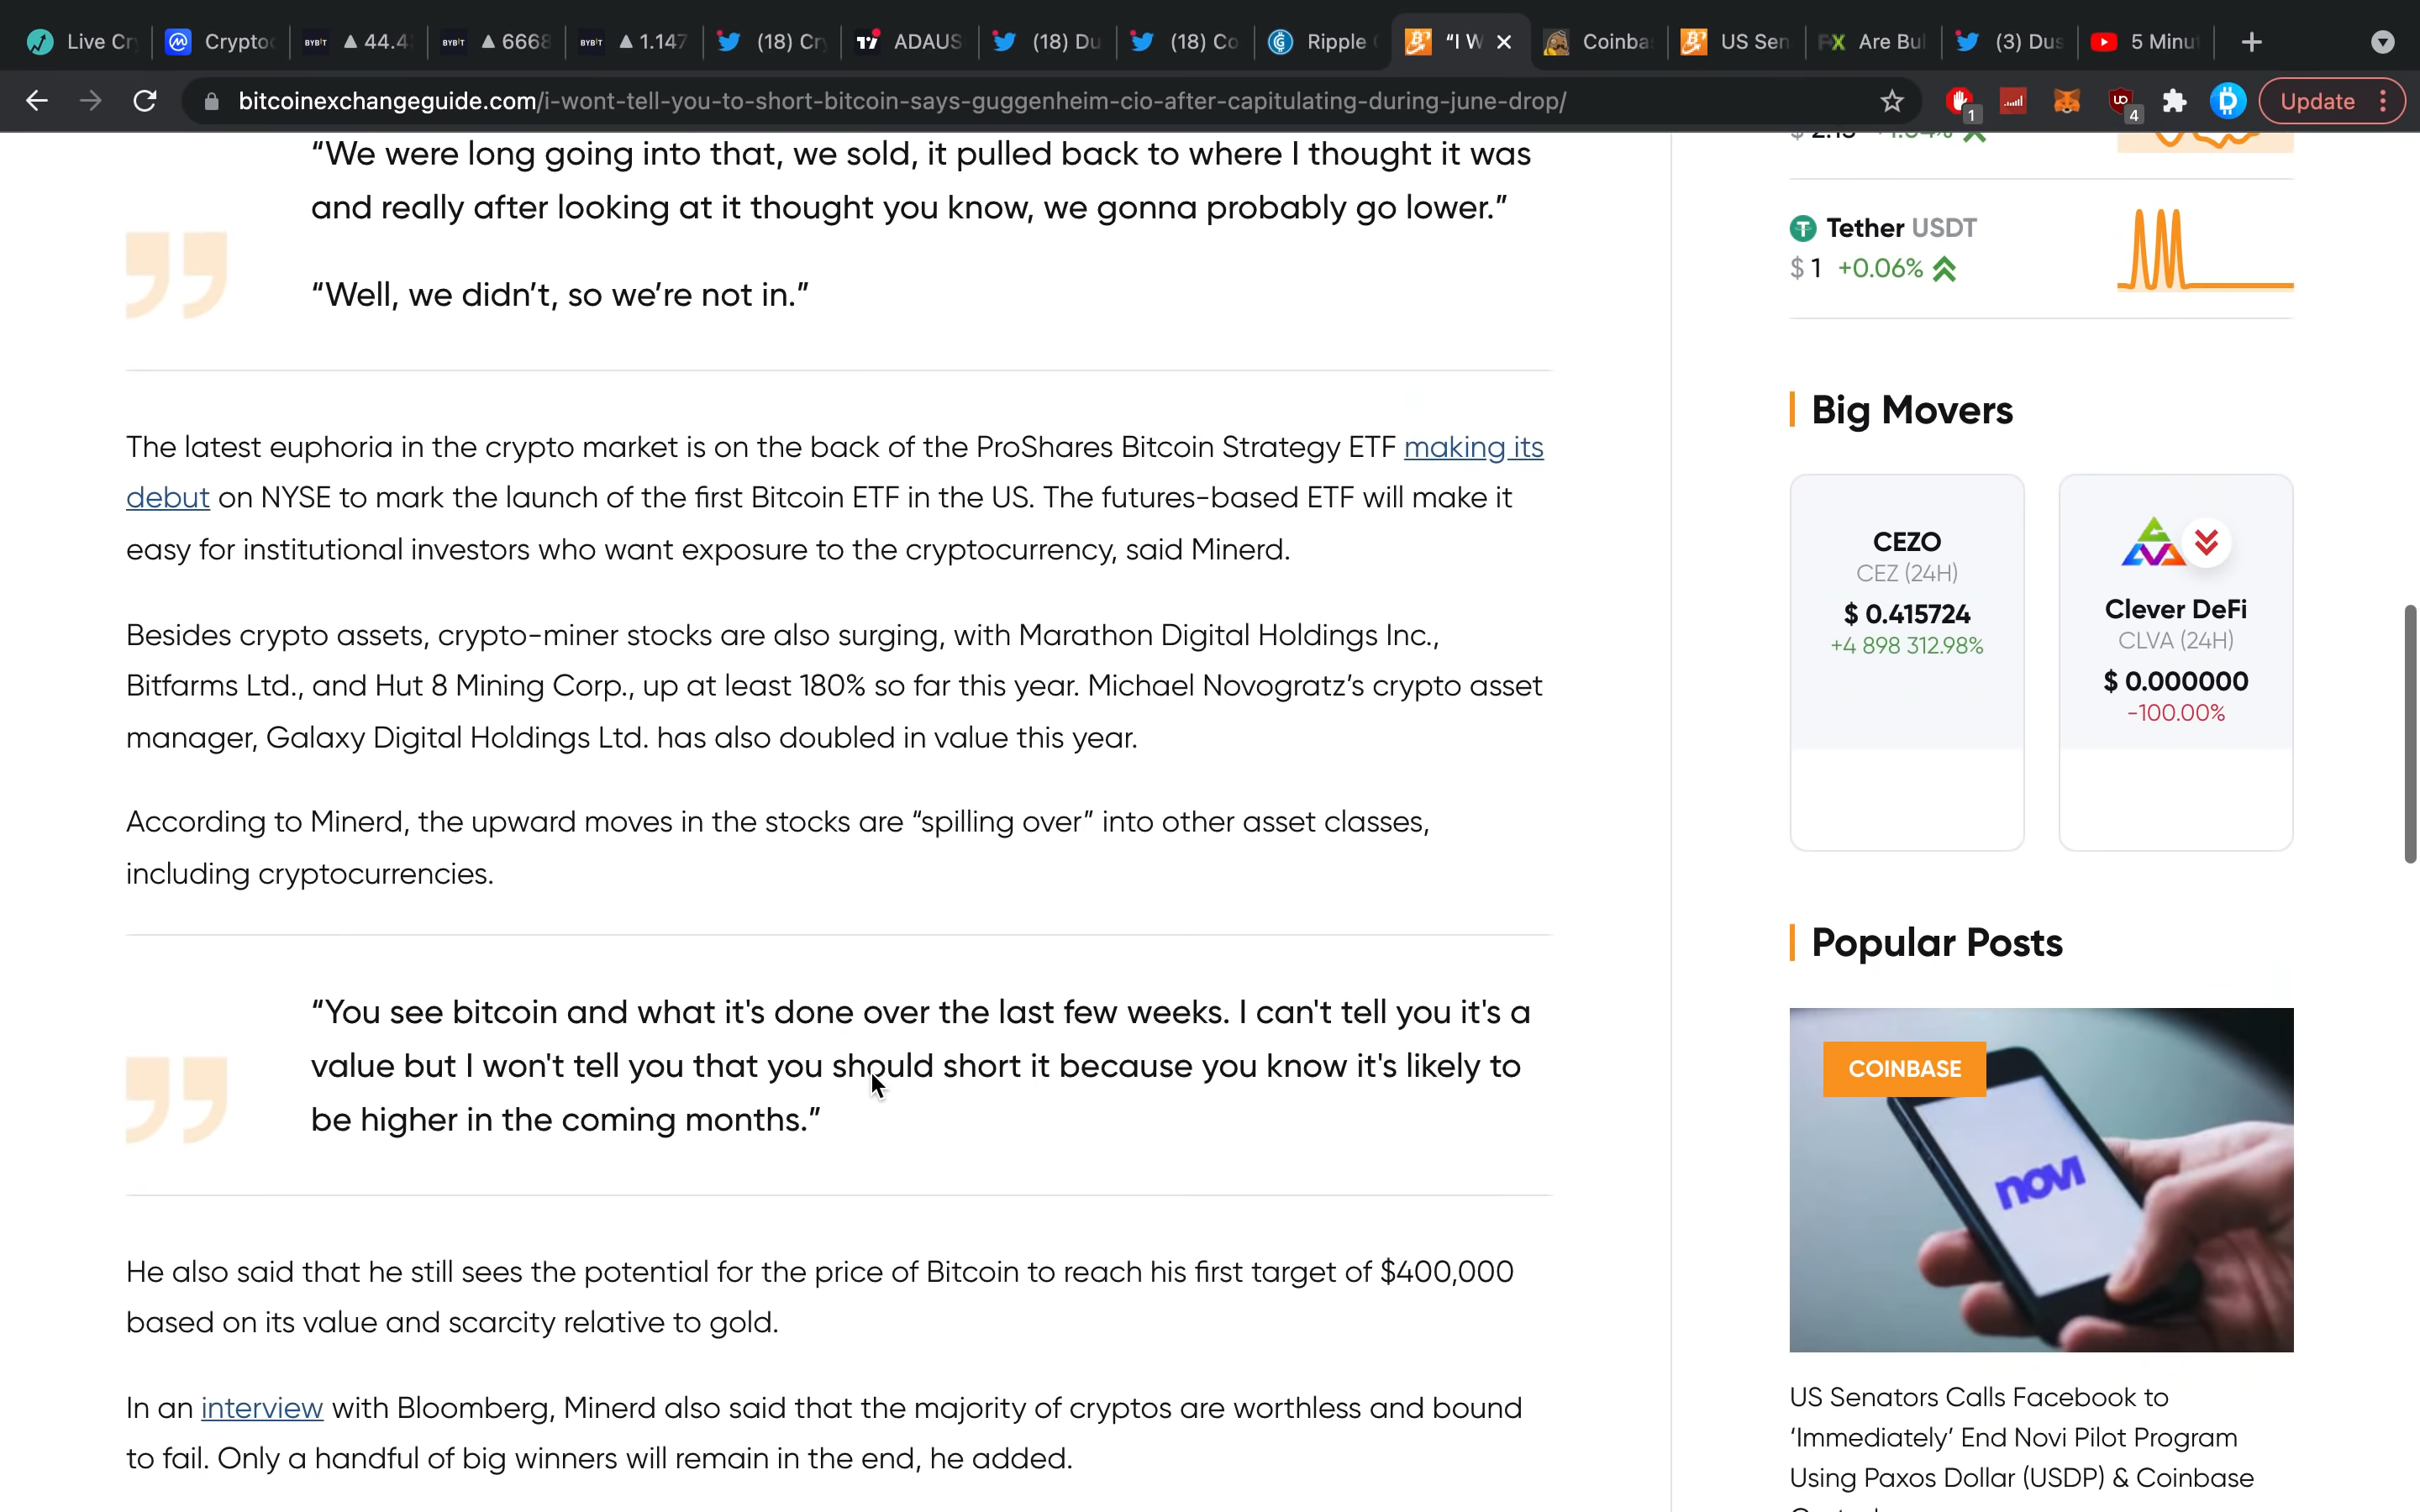 Live Cr
Crypto
BYBIT ▲ 44.4
BYBIT ▲ 6668
BYBIT ▲ 1.147
(18) Cr
ADAUS
(18) Du
(18) Co
Ripple
“I W
Coinba
US Sen
Are Bul
(3) Dus
5 Minut
bitcoinexchangeguide.com/i-wont-tell-you-to-short-bitcoin-says-guggenheim-cio-after-capitulating-during-june-drop/
1
4
Update
“We were long going into that, we sold, it pulled back to where I thought it was
and really after looking at it thought you know, we gonna probably go lower.”
“Well, we didn’t, so we’re not in.”
The latest euphoria in the crypto market is on the back of the ProShares Bitcoin Strategy ETF making its
debut on NYSE to mark the launch of the first Bitcoin ETF in the US. The futures-based ETF will make it
easy for institutional investors who want exposure to the cryptocurrency, said Minerd.
Besides crypto assets, crypto-miner stocks are also surging, with Marathon Digital Holdings Inc.,
Bitfarms Ltd., and Hut 8 Mining Corp., up at least 180% so far this year. Michael Novogratz’s crypto asset
manager, Galaxy Digital Holdings Ltd. has also doubled in value this year.
According to Minerd, the upward moves in the stocks are “spilling over” into other asset classes,
including cryptocurrencies.
“You see bitcoin and what it's done over the last few weeks. I can't tell you it's a
value but I won't tell you that you should short it because you know it's likely to
be higher in the coming months.”
He also said that he still sees the potential for the price of Bitcoin to reach his first target of $400,000
based on its value and scarcity relative to gold.
In an interview with Bloomberg, Minerd also said that the majority of cryptos are worthless and bound
to fail. Only a handful of big winners will remain in the end, he added.
Tether USDT
$ 1 +0.06%
Big Movers
CEZO
CEZ (24H)
$ 0.415724
+4 898 312.98%
Clever DeFi
CLVA (24H)
$ 0.000000
-100.00%
Popular Posts
COINBASE
novi
US Senators Calls Facebook to
‘Immediately’ End Novi Pilot Program
Using Paxos Dollar (USDP) & Coinbase